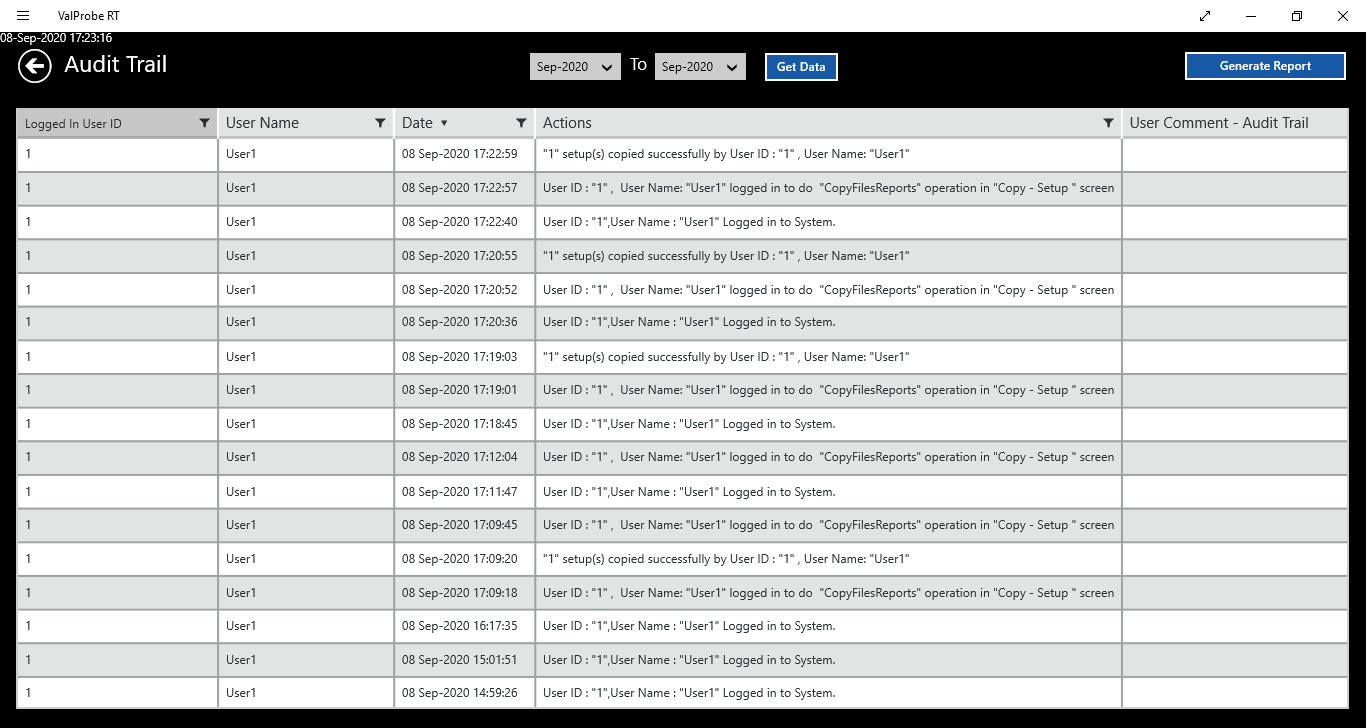 ValProbe RT
08-Sep-2020 17:23:16
Audit Trail Sep-2020 To Sep-2020 Get Data Generate Report
Logged In User ID User Name Date Actions User Comment - Audit Trail
1 User1 08 Sep-2020 17:22:59 "1" setup(s) copied successfully by User ID : "1" , User Name: "User1"
1 User1 08 Sep-2020 17:22:57 User ID : "1" ,  User Name: "User1" logged in to do  "CopyFilesReports" operation in "Copy - Setup " screen
1 User1 08 Sep-2020 17:22:40 User ID : "1",User Name : "User1" Logged in to System.
1 User1 08 Sep-2020 17:20:55 "1" setup(s) copied successfully by User ID : "1" , User Name: "User1"
1 User1 08 Sep-2020 17:20:52 User ID : "1" ,  User Name: "User1" logged in to do  "CopyFilesReports" operation in "Copy - Setup " screen
1 User1 08 Sep-2020 17:20:36 User ID : "1",User Name : "User1" Logged in to System.
1 User1 08 Sep-2020 17:19:03 "1" setup(s) copied successfully by User ID : "1" , User Name: "User1"
1 User1 08 Sep-2020 17:19:01 User ID : "1" ,  User Name: "User1" logged in to do  "CopyFilesReports" operation in "Copy - Setup " screen
1 User1 08 Sep-2020 17:18:45 User ID : "1",User Name : "User1" Logged in to System.
1 User1 08 Sep-2020 17:12:04 User ID : "1" ,  User Name: "User1" logged in to do  "CopyFilesReports" operation in "Copy - Setup " screen
1 User1 08 Sep-2020 17:11:47 User ID : "1",User Name : "User1" Logged in to System.
1 User1 08 Sep-2020 17:09:45 User ID : "1" ,  User Name: "User1" logged in to do  "CopyFilesReports" operation in "Copy - Setup " screen
1 User1 08 Sep-2020 17:09:20 "1" setup(s) copied successfully by User ID : "1" , User Name: "User1"
1 User1 08 Sep-2020 17:09:18 User ID : "1" ,  User Name: "User1" logged in to do  "CopyFilesReports" operation in "Copy - Setup " screen
1 User1 08 Sep-2020 16:17:35 User ID : "1",User Name : "User1" Logged in to System.
1 User1 08 Sep-2020 15:01:51 User ID : "1",User Name : "User1" Logged in to System.
1 User1 08 Sep-2020 14:59:26 User ID : "1",User Name : "User1" Logged in to System.